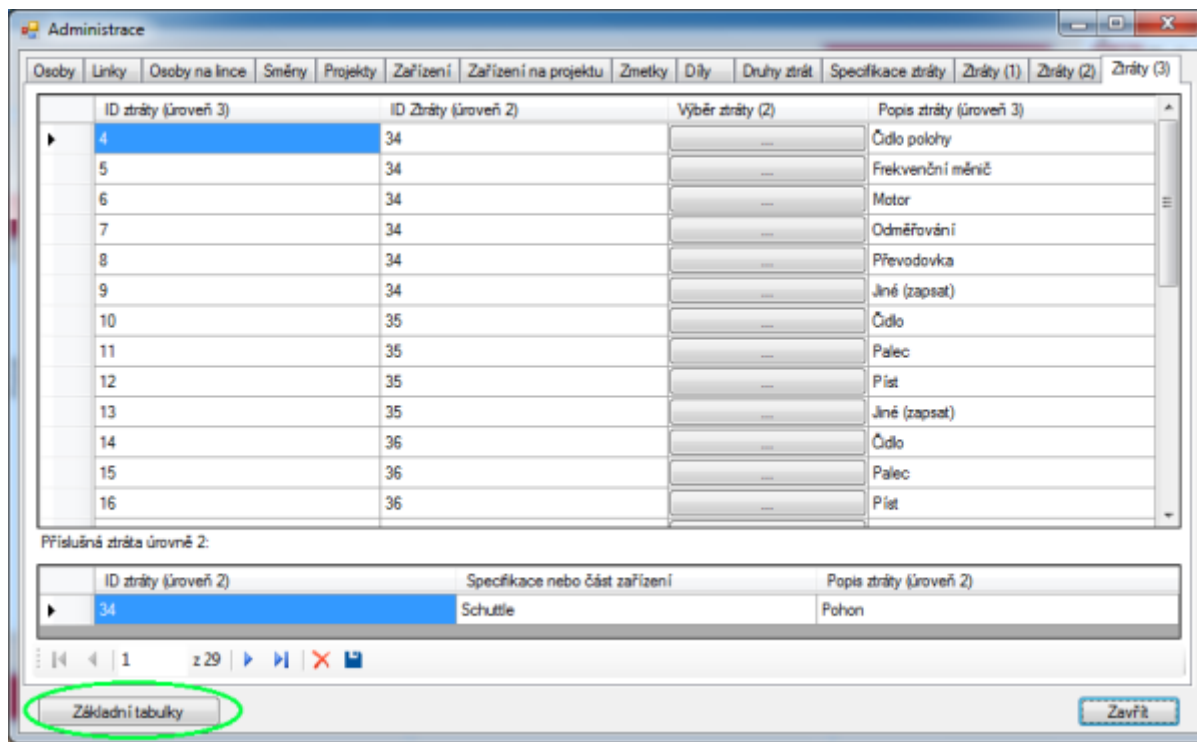 Administrace
Osoby Linky Osoby na lince Směny Projekty Zařízení Zařízení na projektu Zmetky Díly Druhy ztrát Specifikace ztráty Ztráty (1) Ztráty (2) Ztráty (3)
ID ztráty (úroveň 3) ID Ztráty (úroveň 2) Výběr ztráty (2) Popis ztráty (úroveň 3)
4 34 ... Čidlo polohy
5 34 ... Frekvenční měnič
6 34 ... Motor
7 34 ... Odměřování
8 34 ... Převodovka
9 34 ... Jiné (zapsat)
10 35 ... Čidlo
11 35 ... Palec
12 35 ... Píst
13 35 ... Jiné (zapsat)
14 36 ... Čidlo
15 36 ... Palec
16 36 ... Píst
Příslušná ztráta úrovně 2:
ID ztráty (úroveň 2) Specifikace nebo část zařízení Popis ztráty (úroveň 2)
34 Schuttle Pohon
1 z 29
Základní tabulky Zavřít